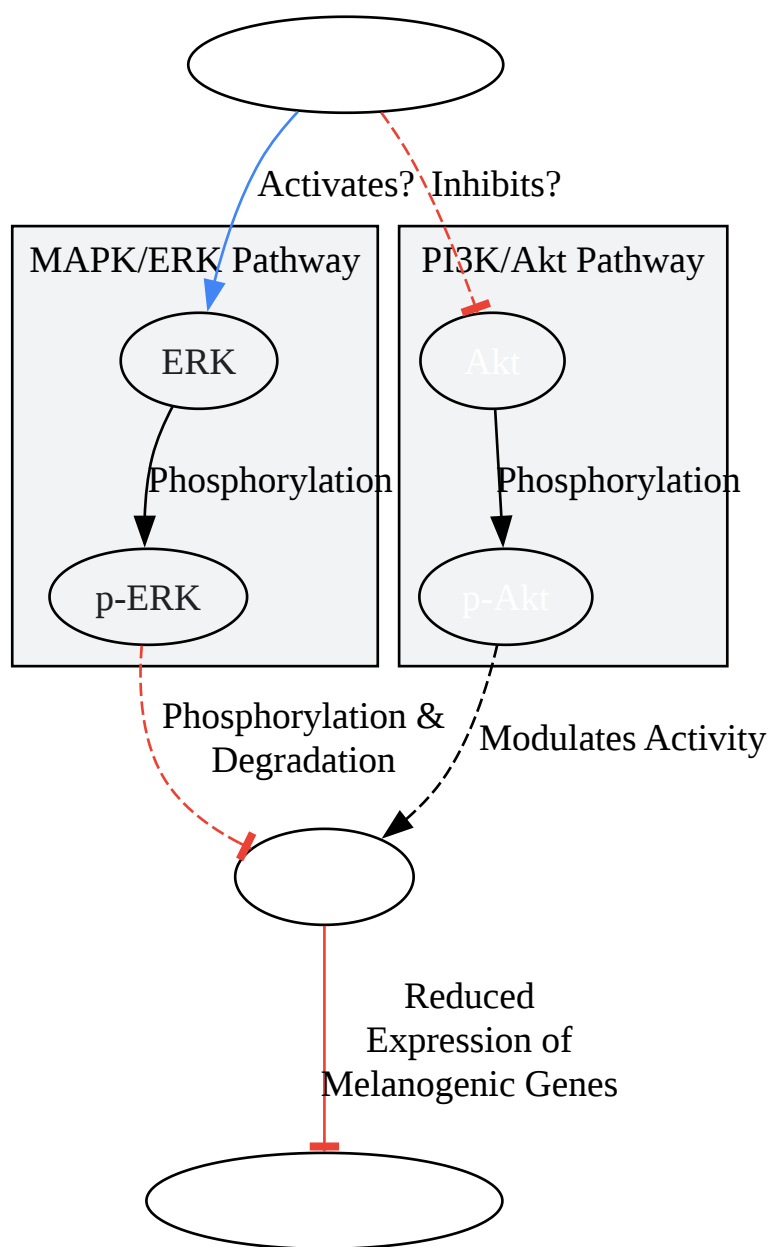 Activates?
Inhibits?
MAPK/ERK Pathway
PI3K/Akt Pathway
ERK
Akt
Phosphorylation
Phosphorylation
p-ERK
p-Akt
Phosphorylation &
Degradation
Modulates Activity
Reduced
Expression of
Melanogenic Genes